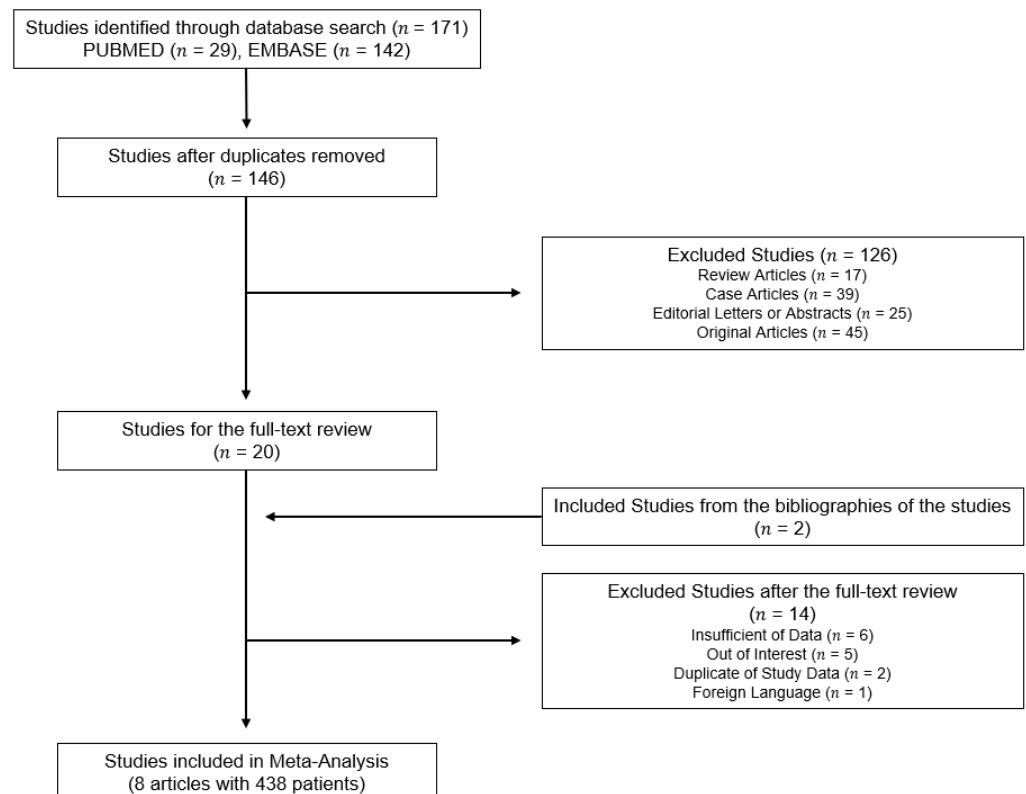 Studies identified through database search (n = 171)
PUBMED (n = 29), EMBASE (n = 142)
Studies after duplicates removed
(n = 146)
Excluded Studies (n = 126)
Review Articles (n = 17)
Case Articles (n = 39)
Editorial Letters or Abstracts (n = 25)
Original Articles (n = 45)
Studies for the full-text review
(n = 20)
Included Studies from the bibliographies of the studies
(n = 2)
Excluded Studies after the full-text review
(n = 14)
Insufficient of Data (n = 6)
Out of Interest (n = 5)
Duplicate of Study Data (n = 2)
Foreign Language (n = 1)
Studies included in Meta-Analysis
(8 articles with 438 patients)